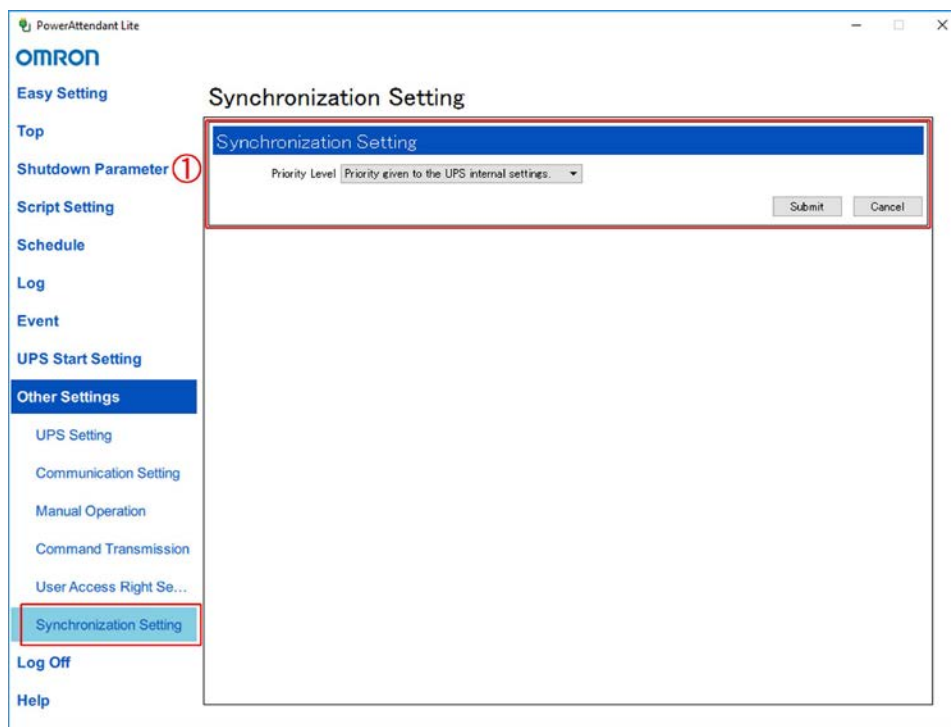 PowerAttendant Lite
OMRON
Easy Setting
Top
Shutdown Parameter
Script Setting
Schedule
Log
Event
UPS Start Setting
Other Settings
UPS Setting
Communication Setting
Manual Operation
Command Transmission
User Access Right Se...
Synchronization Setting
Log Off
Help
Synchronization Setting
①
Synchronization Setting
Priority Level Priority given to the UPS internal settings.
Submit Cancel